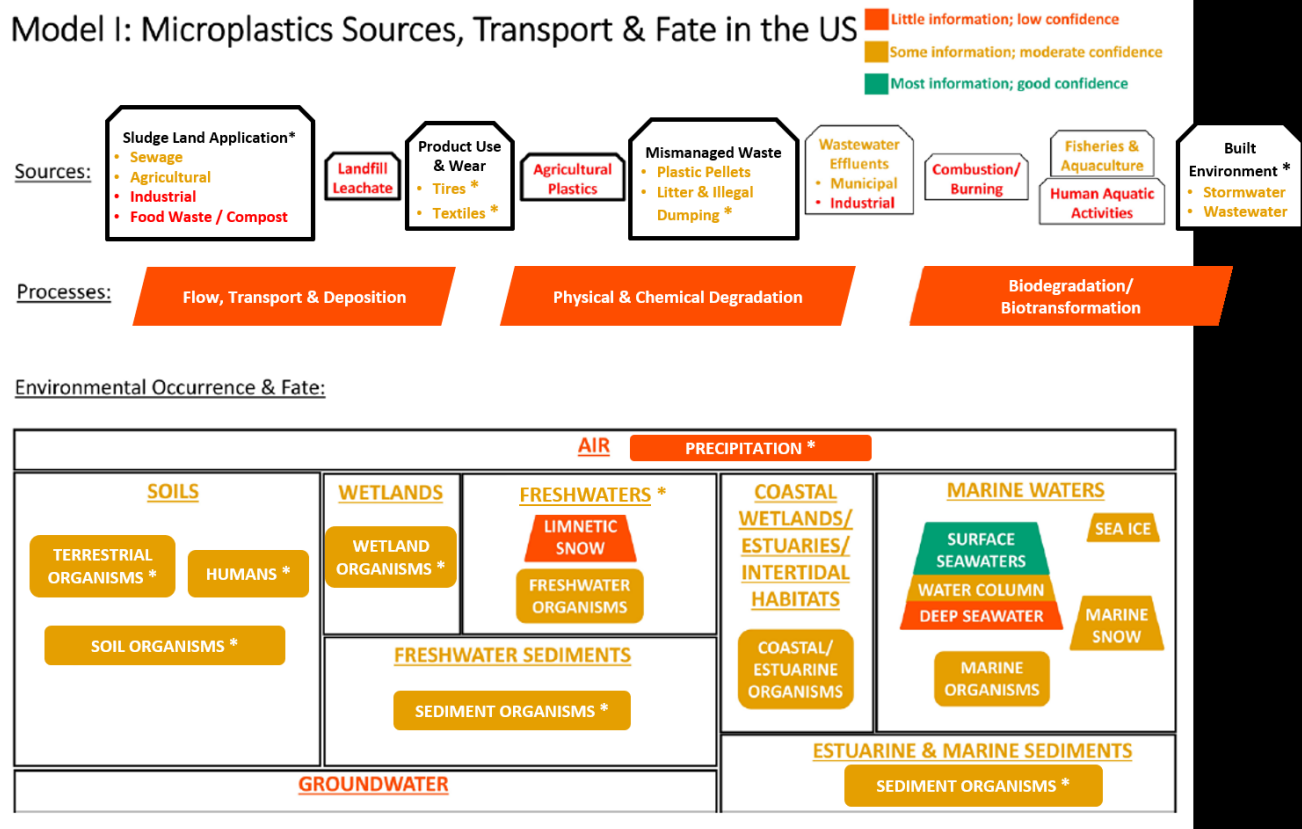 Model I: Microplastics Sources, Transport & Fate in the US
Little information; low confidence
Some information; moderate confidence
Most information; good confidence
Sources:
Sludge Land Application*
• Sewage
• Agricultural
• Industrial
• Food Waste / Compost
Landfill
Leachate
Product Use
& Wear
• Tires *
• Textiles *
Agricultural
Plastics
Mismanaged Waste
• Plastic Pellets
• Litter & Illegal
Dumping *
Wastewater
Effluents
• Municipal
• Industrial
Combustion/
Burning
Fisheries &
Aquaculture
Human Aquatic
Activities
Built
Environment *
• Stormwater
• Wastewater
Processes:
Flow, Transport & Deposition
Physical & Chemical Degradation
Biodegradation/
Biotransformation
Environmental Occurrence & Fate:
AIR
PRECIPITATION *
SOILS
TERRESTRIAL
ORGANISMS *
HUMANS *
SOIL ORGANISMS *
WETLANDS
WETLAND
ORGANISMS *
FRESHWATERS *
LIMNETIC
SNOW
FRESHWATER
ORGANISMS
FRESHWATER SEDIMENTS
SEDIMENT ORGANISMS *
GROUNDWATER
COASTAL
WETLANDS/
ESTUARIES/
INTERTIDAL
HABITATS
COASTAL/
ESTUARINE
ORGANISMS
MARINE WATERS
SURFACE
SEAWATERS
WATER COLUMN
DEEP SEAWATER
SEA ICE
MARINE
SNOW
MARINE
ORGANISMS
ESTUARINE & MARINE SEDIMENTS
SEDIMENT ORGANISMS *